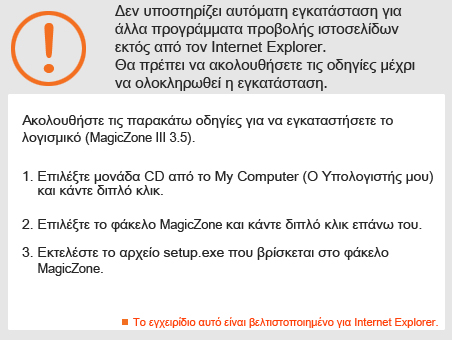 Δεν υποστηρίζει αυτόματη εγκατάσταση για
άλλα προγράμματα προβολής ιστοσελίδων
εκτός από τον Internet Explorer.
Θα πρέπει να ακολουθήσετε τις οδηγίες μέχρι
να ολοκληρωθεί η εγκατάσταση.
Ακολουθήστε τις παρακάτω οδηγίες για να εγκαταστήσετε το
λογισμικό (MagicZone III 3.5).
1. Επιλέξτε μονάδα CD από το My Computer (Ο Υπολογιστής μου)
και κάντε διπλό κλικ.
2. Επιλέξτε το φάκελο MagicZone και κάντε διπλό κλικ επάνω του.
3. Εκτελέστε το αρχείο setup.exe που βρίσκεται στο φάκελο
MagicZone.
Το εγχειρίδιο αυτό είναι βελτιστοποιημένο για Internet Explorer.